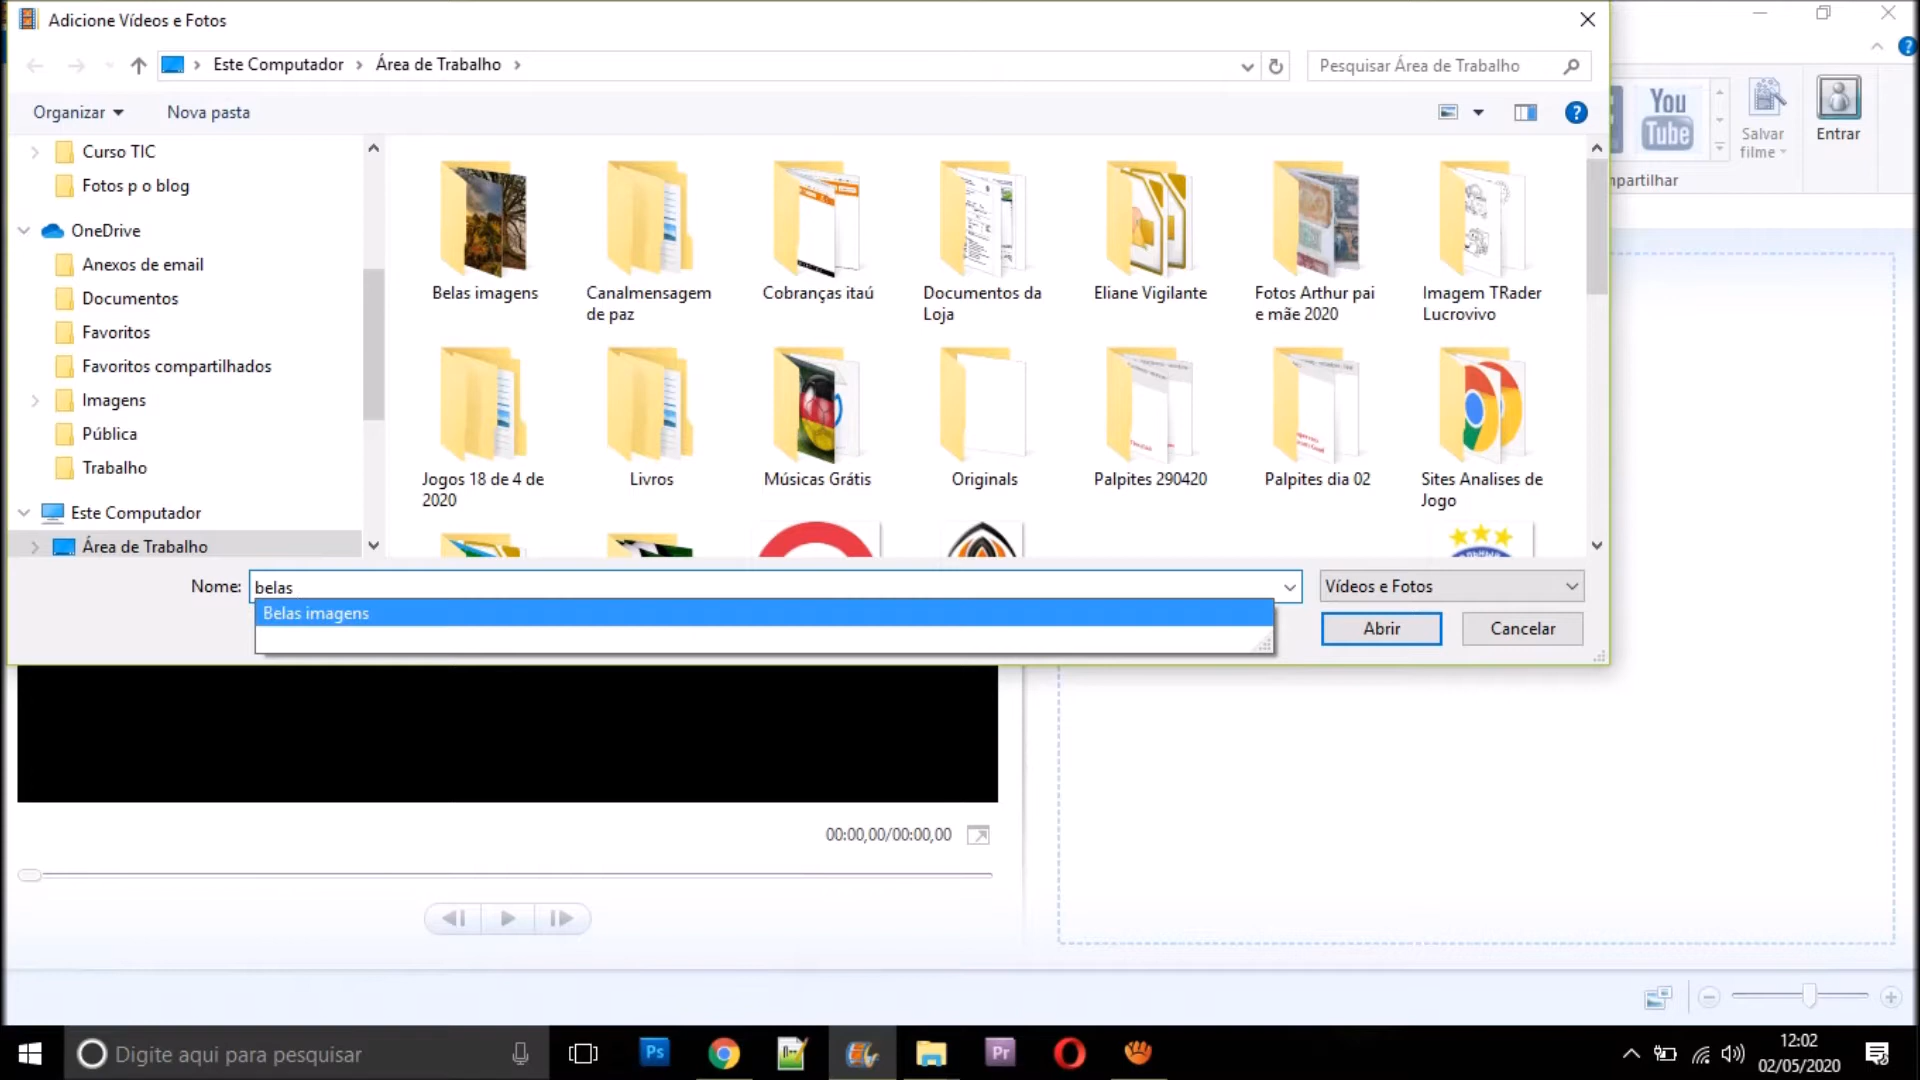 Adicione Vídeos e Fotos
Este Computador
Área de Trabalho
Pesquisar Área de Trabalho
Organizar
Nova pasta
Curso TIC
Fotos p o blog
OneDrive
Anexos de email
Documentos
Favoritos
Favoritos compartilhados
Imagens
Pública
Trabalho
Este Computador
Área de Trabalho
Belas imagens
Canalmensagem
de paz
Cobranças itaú
Documentos da
Loja
Eliane Vigilante
Fotos Arthur pai
e mãe 2020
Imagem TRader
Lucrovivo
Jogos 18 de 4 de
2020
Livros
Músicas Grátis
Originals
Palpites 290420
Palpites dia 02
Sites Analises de
Jogo
Nome:
belas
Vídeos e Fotos
Belas imagens
Abrir
Cancelar
You
Tube
Salvar
filme
Entrar
mpartilhar
00:00,00/00:00,00
Digite aqui para pesquisar
Ps
Pr
12:02
02/05/2020